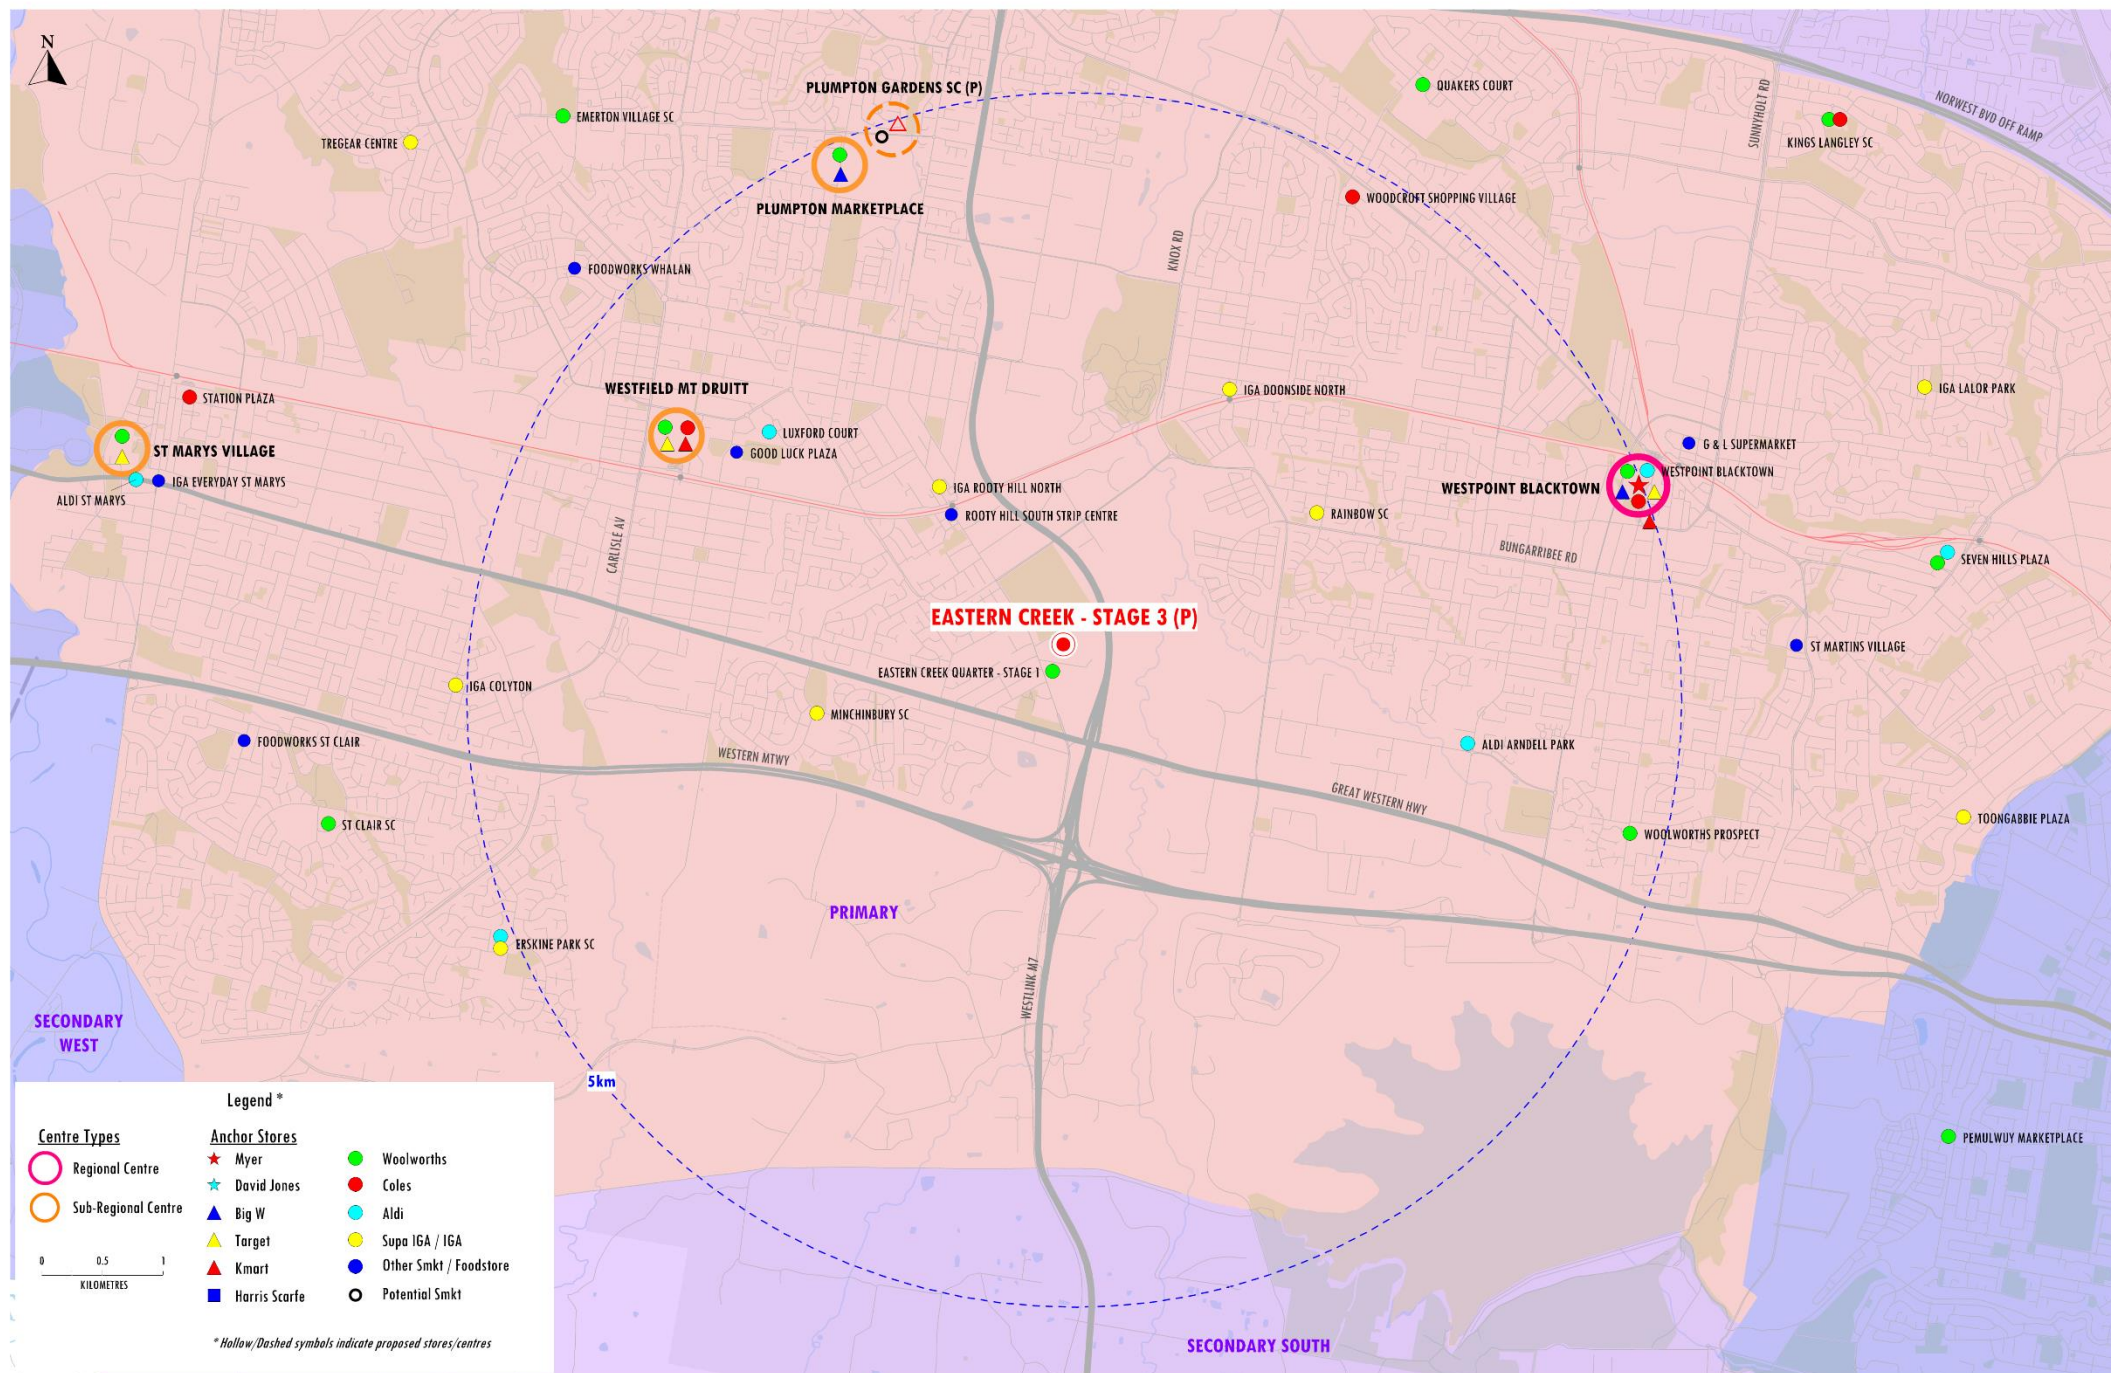 N
PLUMPTON GARDENS SC (P)
QUAKERS COURT
SUNNYHOLT RD
NORWEST BVD OFF RAMP
EMERTON VILLAGE SC
TREGEAR CENTRE
KINGS LANGLEY SC
PLUMPTON MARKETPLACE
WOODCROFT SHOPPING VILLAGE
KNOX RD
FOODWORKS WHALAN
WESTFIELD MT DRUITT
IGA DOONSIDE NORTH
IGA LALOR PARK
STATION PLAZA
LUXFORD COURT
G & L SUPERMARKET
ST MARYS VILLAGE
GOOD LUCK PLAZA
WESTPOINT BLACKTOWN
IGA EVERYDAY ST MARYS
IGA ROOTY HILL NORTH
WESTPOINT BLACKTOWN
ALDI ST MARYS
ROOTY HILL SOUTH STRIP CENTRE
RAINBOW SC
CARLISLE AV
BUNGARRIBEE RD
SEVEN HILLS PLAZA
EASTERN CREEK - STAGE 3 (P)
ST MARTINS VILLAGE
EASTERN CREEK QUARTER - STAGE 1
IGA COLYTON
MINCHINBURY SC
FOODWORKS ST CLAIR
WESTERN MTWY
ALDI ARNDELL PARK
GREAT WESTERN HWY
ST CLAIR SC
WOOLWORTHS PROSPECT
TOONGABBIE PLAZA
PRIMARY
ERSKINE PARK SC
WESTLINK M7
SECONDARY
WEST
5km
PEMULWUY MARKETPLACE
SECONDARY SOUTH
Legend *
Centre Types
Regional Centre
Sub-Regional Centre
0 0.5 1
KILOMETRES
Anchor Stores
Myer
David Jones
Big W
Target
Kmart
Harris Scarfe
Woolworths
Coles
Aldi
Supa IGA / IGA
Other Smkt / Foodstore
Potential Smkt
* Hollow/Dashed symbols indicate proposed stores/centres